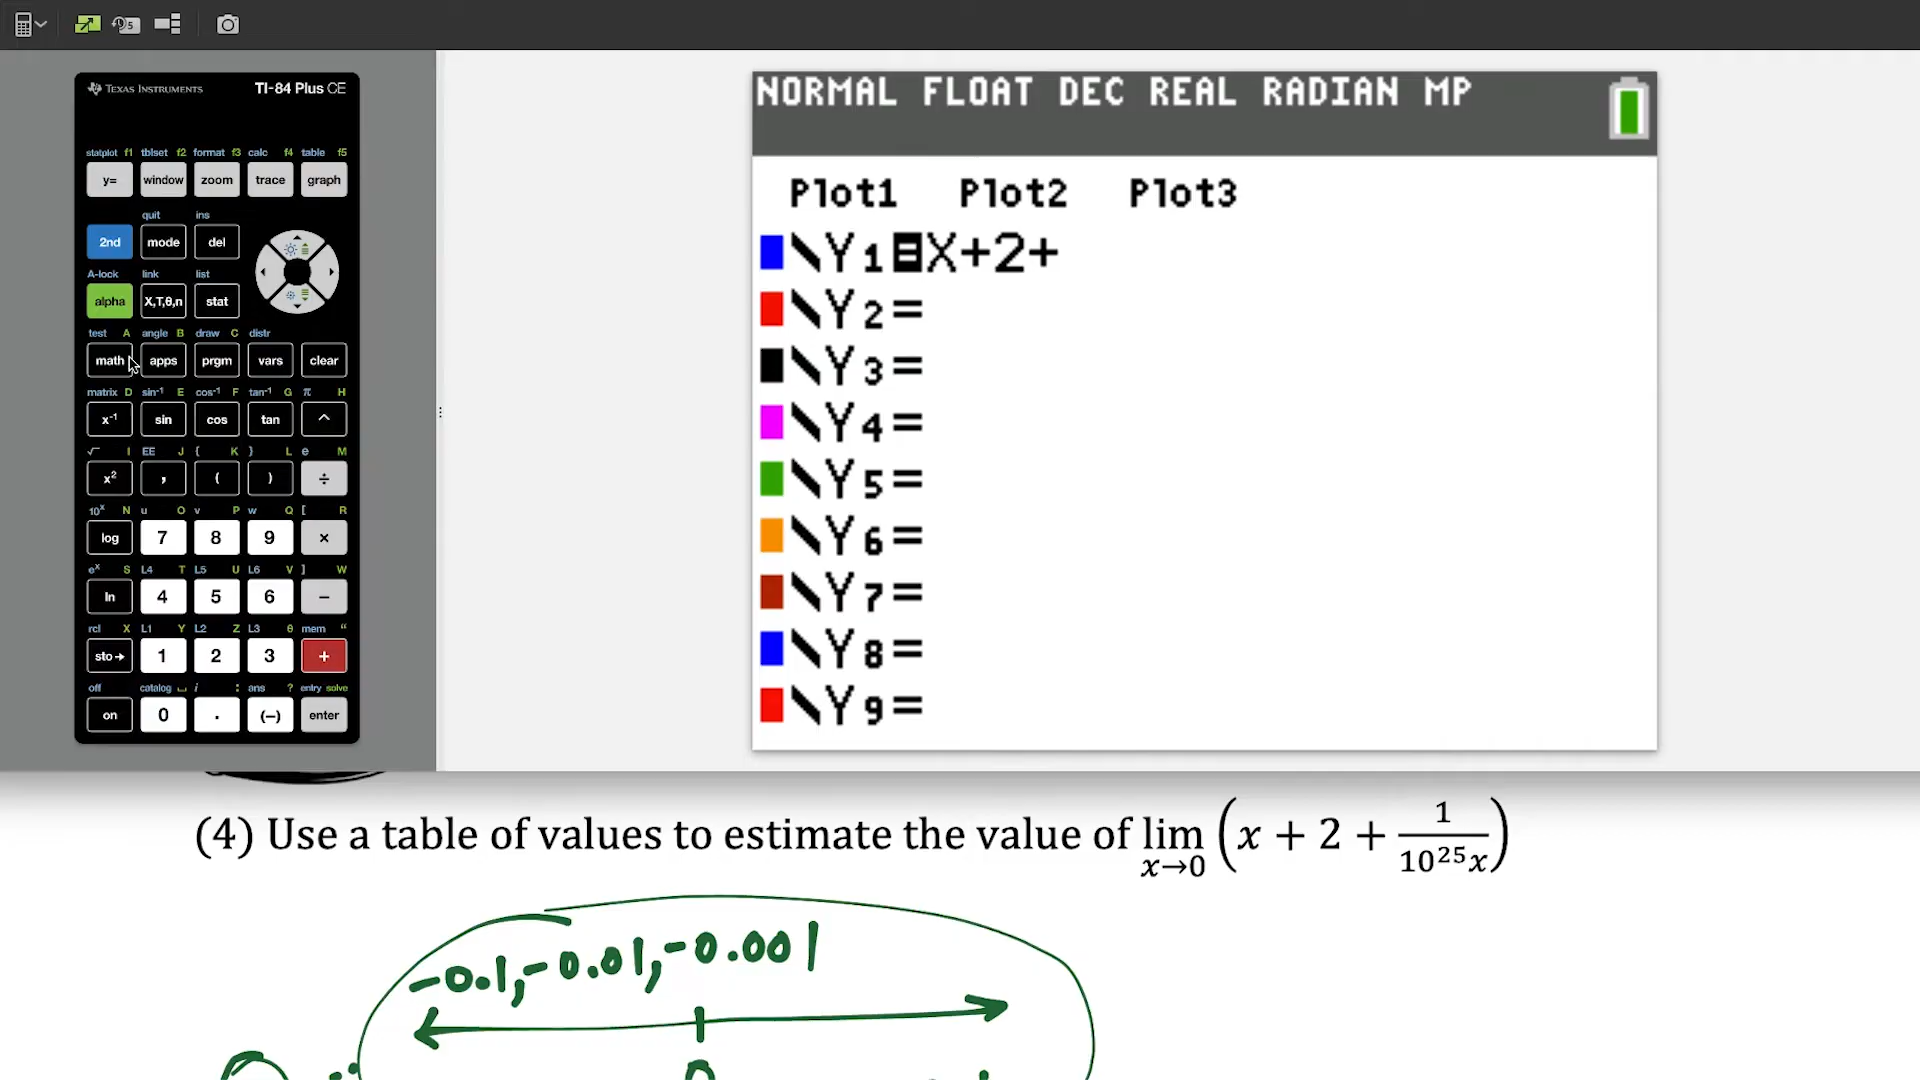 TEXAS INSTRUMENTS TI-84 Plus CE
statplot f1 tblset f2 format f3 calc f4 table f5
y= window zoom trace graph
quit ins
2nd mode del
A-lock link list
alpha X,T,θ,n stat
test A angle B draw C distr
math apps prgm vars clear
matrix D sin⁻¹ E cos⁻¹ F tan⁻¹ G π H
x⁻¹ sin cos tan ^
√ I EE J { K } L e M
x² , ( ) ÷
10ˣ N u O v P w Q [ R
log 7 8 9 ×
eˣ S L4 T L5 U L6 V ] W
ln 4 5 6 −
rcl X L1 Y L2 Z L3 θ mem “
sto→ 1 2 3 +
off catalog ⎵ i : ans ? entry solve
on 0 . (−) enter
NORMAL FLOAT DEC REAL RADIAN MP
Plot1 Plot2 Plot3
\Y1=X+2+
\Y2=
\Y3=
\Y4=
\Y5=
\Y6=
\Y7=
\Y8=
\Y9=
(4) Use a table of values to estimate the value of lim x→0 (x + 2 + 1/(10²⁵x))
-0.1, -0.01, -0.001